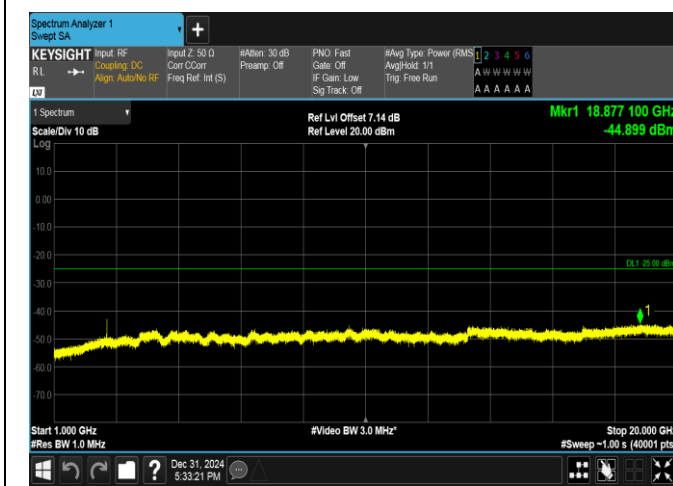 Spectrum Analyzer 1
Swept SA
+
KEYSIGHT
RL
LXI
Input: RF
Coupling: DC
Align: Auto/No RF
Input Z: 50 Ω
Corr CCorr
Freq Ref: Int (S)
#Atten: 30 dB
Preamp: Off
PNO: Fast
Gate: Off
IF Gain: Low
Sig Track: Off
#Avg Type: Power (RMS
Avg|Hold: 1/1
Trig: Free Run
1 2 3 4 5 6
A W W W W W
A A A A A A
1 Spectrum
Scale/Div 10 dB
Log
Ref Lvl Offset 7.14 dB
Ref Level 20.00 dBm
Mkr1 18.877 100 GHz
-44.899 dBm
10.0
0.00
-10.0
-20.0
DL1 -25.00 dBm
-30.0
-40.0
1
-60.0
-70.0
Start 1.000 GHz
#Res BW 1.0 MHz
#Video BW 3.0 MHz*
Stop 20.000 GHz
#Sweep ~1.00 s (40001 pts
?
Dec 31, 2024
5:33:21 PM